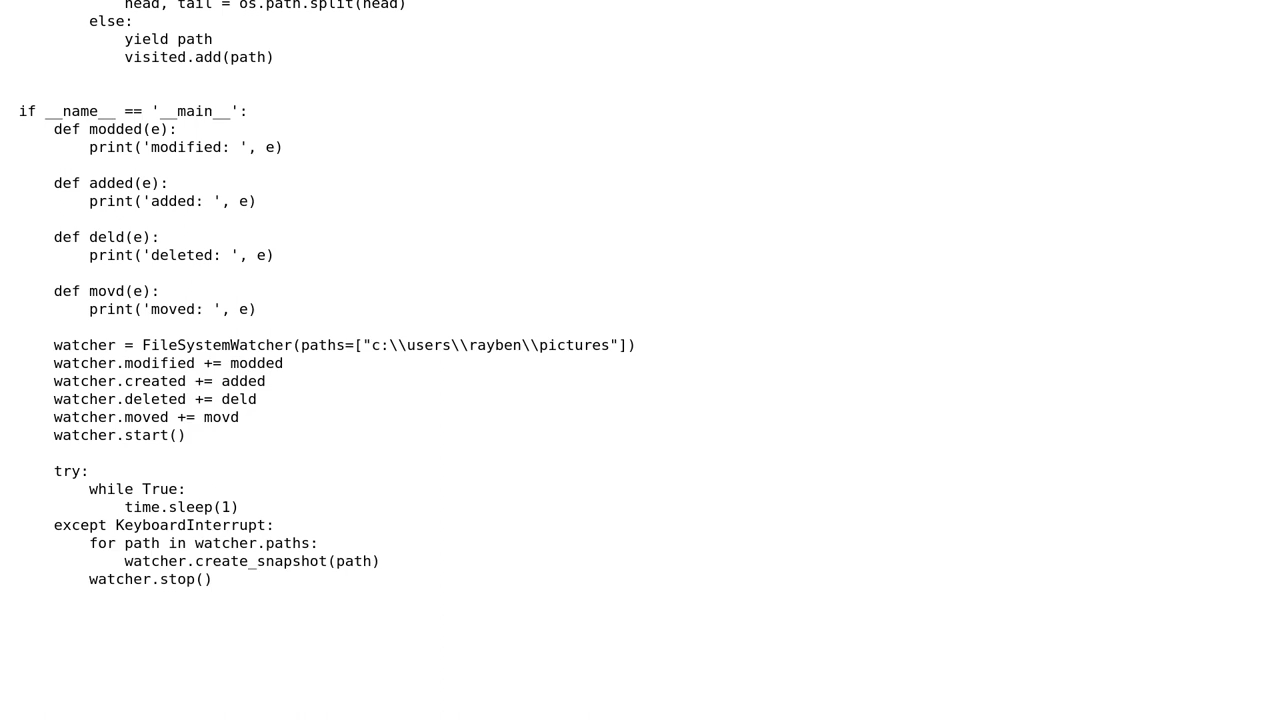 head, tail = os.path.split(head)
        else:
            yield path
            visited.add(path)


if __name__ == '__main__':
    def modded(e):
        print('modified: ', e)

    def added(e):
        print('added: ', e)

    def deld(e):
        print('deleted: ', e)

    def movd(e):
        print('moved: ', e)

    watcher = FileSystemWatcher(paths=["c:\\users\\rayben\\pictures"])
    watcher.modified += modded
    watcher.created += added
    watcher.deleted += deld
    watcher.moved += movd
    watcher.start()

    try:
        while True:
            time.sleep(1)
    except KeyboardInterrupt:
        for path in watcher.paths:
            watcher.create_snapshot(path)
        watcher.stop()